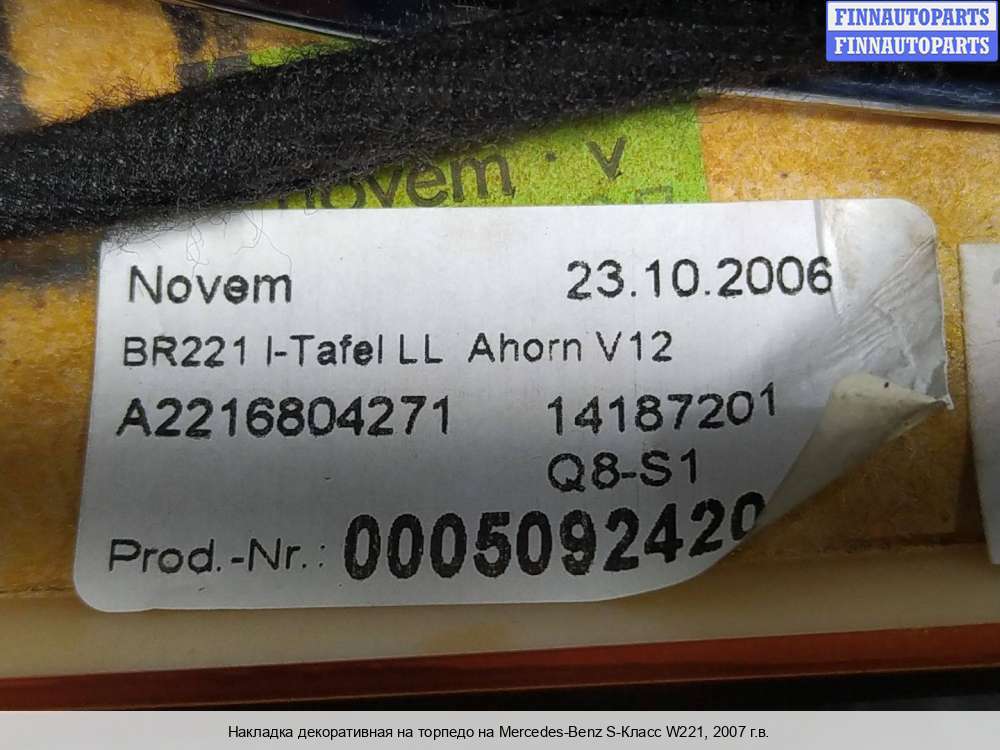 FINNAUTOPARTS
FINNAUTOPARTS
novem · v
Novem 23.10.2006
BR221 I-Tafel LL Ahorn V12
A2216804271 14187201
Q8-S1
Prod.-Nr.: 0005092420
Накладка декоративная на торпедо на Mercedes-Benz S-Класс W221, 2007 г.в.